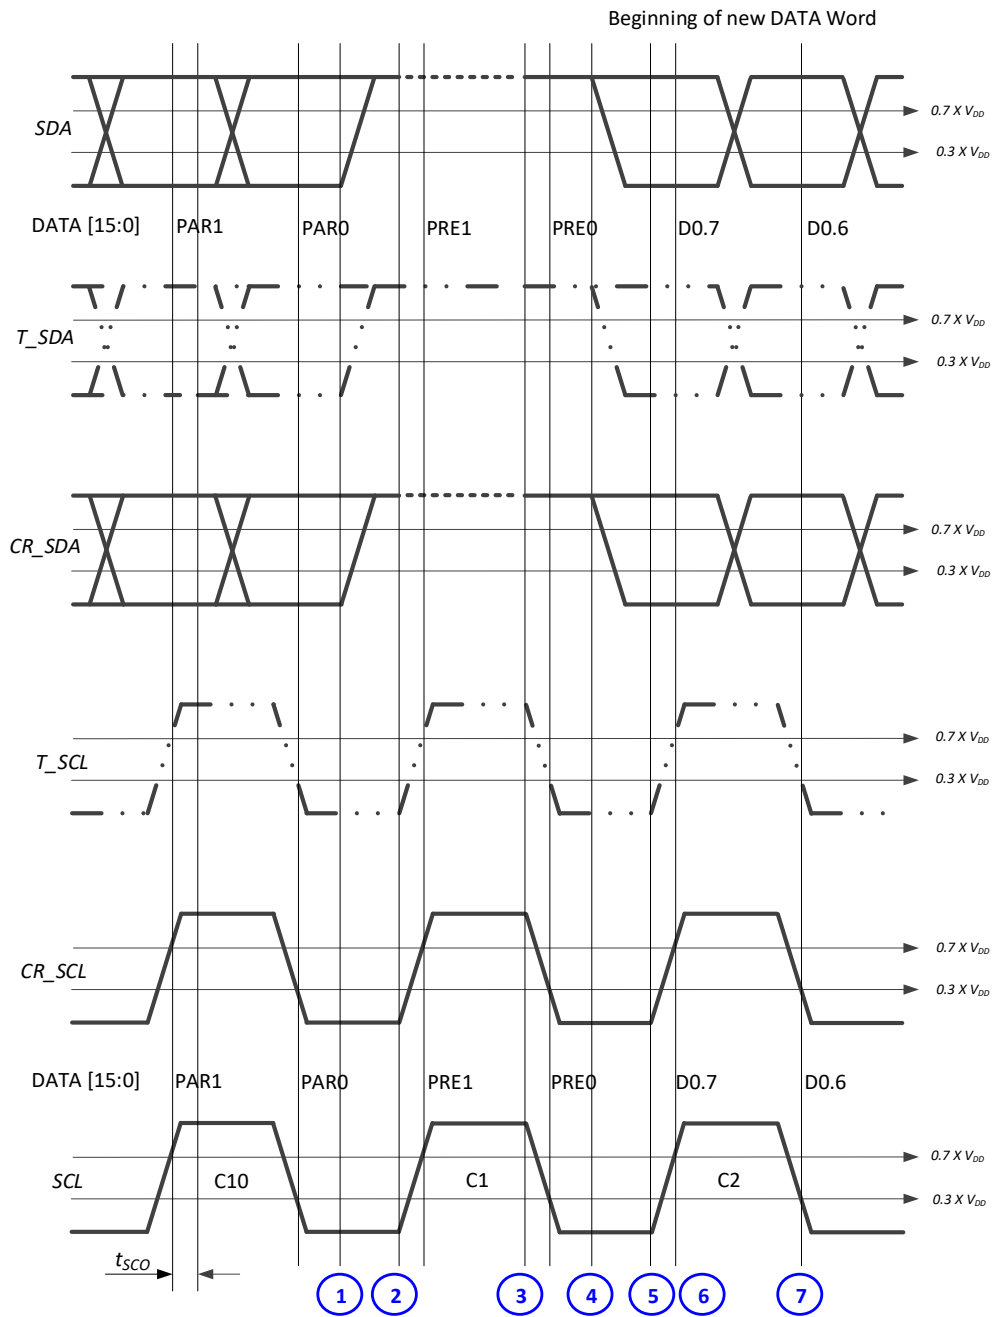 Beginning of new DATA Word
0.7 X VDD
SDA
0.3 X VDD
DATA [15:0] PAR1 PAR0 PRE1 PRE0 D0.7 D0.6
0.7 X VDD
T_SDA
0.3 X VDD
0.7 X VDD
CR_SDA
0.3 X VDD
0.7 X VDD
T_SCL
0.3 X VDD
0.7 X VDD
CR_SCL
0.3 X VDD
DATA [15:0] PAR1 PAR0 PRE1 PRE0 D0.7 D0.6
0.7 X VDD
SCL C10 C1 C2
0.3 X VDD
tSCO
1 2 3 4 5 6 7